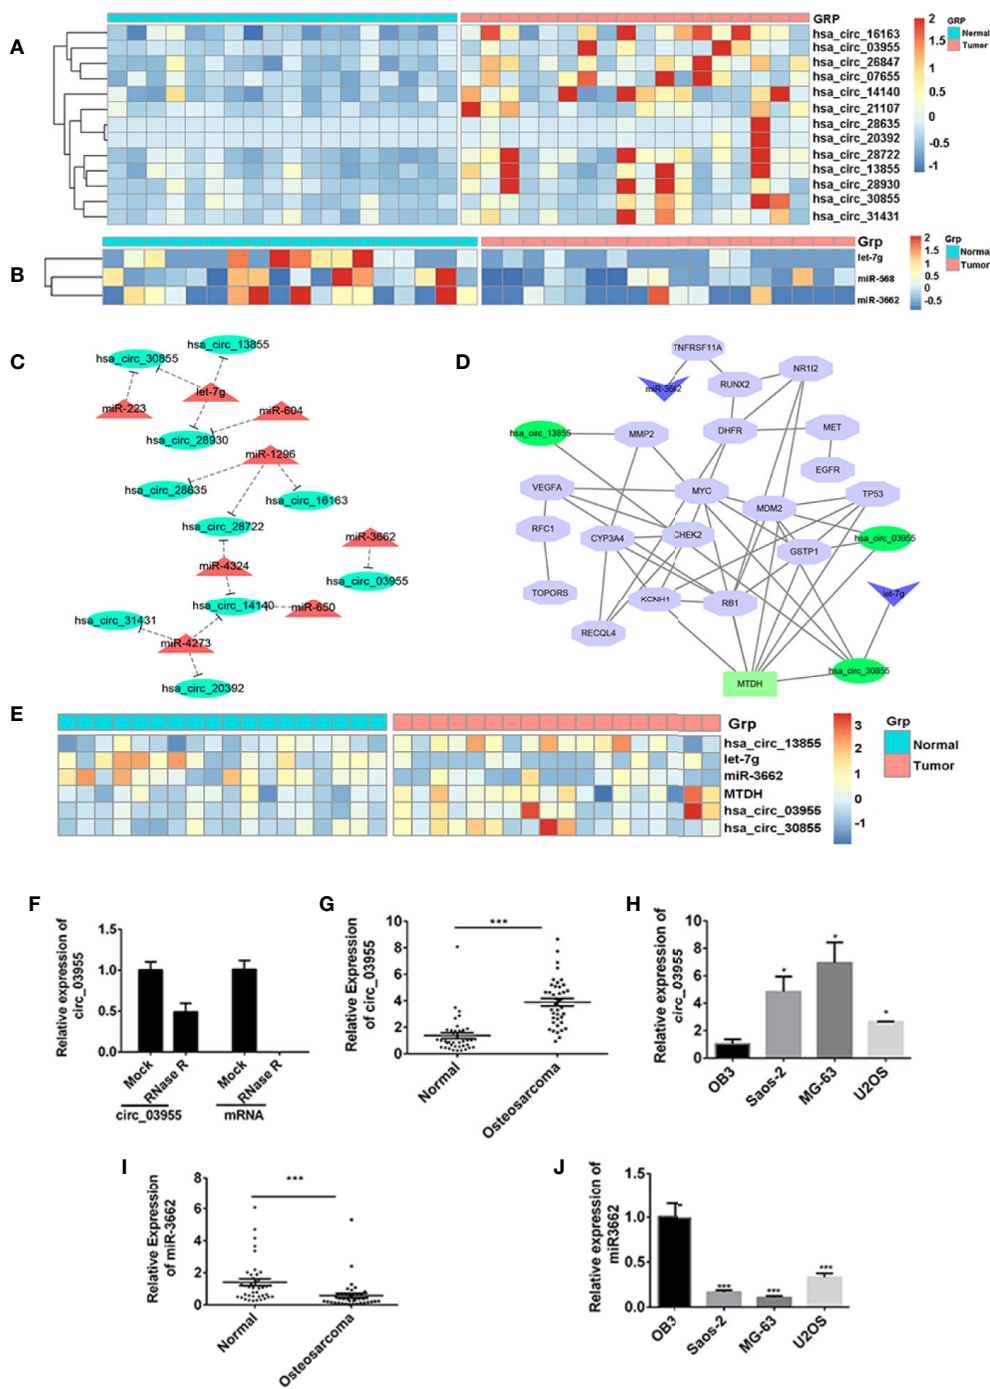 A
GRP
hsa_circ_16163
hsa_circ_03955
hsa_circ_26847
hsa_circ_07655
hsa_circ_14140
hsa_circ_21107
hsa_circ_28635
hsa_circ_20392
hsa_circ_28722
hsa_circ_13855
hsa_circ_28930
hsa_circ_30855
hsa_circ_31431
2
1.5
1
0.5
0
-0.5
-1
GRP
Normal
Tumor
B
Grp
let-7g
miR-568
miR-3662
2
1.5
1
0.5
0
-0.5
Grp
Normal
Tumor
C
hsa_circ_13855
hsa_circ_30855
let-7g
miR-223
miR-604
hsa_circ_28930
miR-1296
hsa_circ_28635
hsa_circ_16163
hsa_circ_28722
miR-3662
miR-4324
hsa_circ_03955
hsa_circ_14140
miR-650
hsa_circ_31431
miR-4273
hsa_circ_20392
D
TNFRSF11A
NR1I2
miR-3662
RUNX2
hsa_circ_13855
MMP2
DHFR
MET
EGFR
VEGFA
MYC
TP53
MDM2
RFC1
CYP3A4
CHEK2
hsa_circ_03955
GSTP1
TOPORS
KCNH1
RB1
let-7g
RECQL4
MTDH
hsa_circ_30855
E
Grp
hsa_circ_13855
let-7g
miR-3662
MTDH
hsa_circ_03955
hsa_circ_30855
3
2
1
0
-1
Grp
Normal
Tumor
F
Relative expression of
circ_03955
1.5
1.0
0.5
0.0
Mock
RNase R
Mock
RNase R
circ_03955
mRNA
G
Relative Expression
of circ_03955
10
8
6
4
2
0
***
Normal
Osteosarcoma
H
Relative expression of
circ_03955
10
8
6
4
2
0
*
*
*
OB3
Saos-2
MG-63
U2OS
I
Relative Expression
of miR-3662
8
6
4
2
0
***
Normal
Osteosarcoma
J
Relative expression of
miR3662
1.5
1.0
0.5
0.0
***
***
***
OB3
Saos-2
MG-63
U2OS